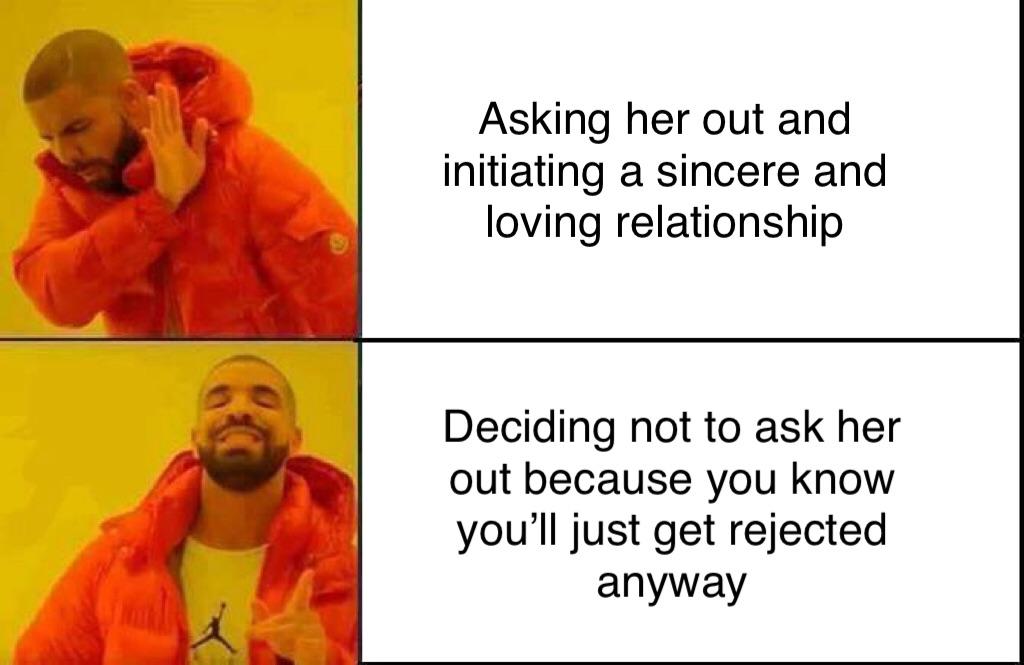 Asking her out and
initiating a sincere and
loving relationship
Deciding not to ask her
out because you know
you’ll just get rejected
anyway